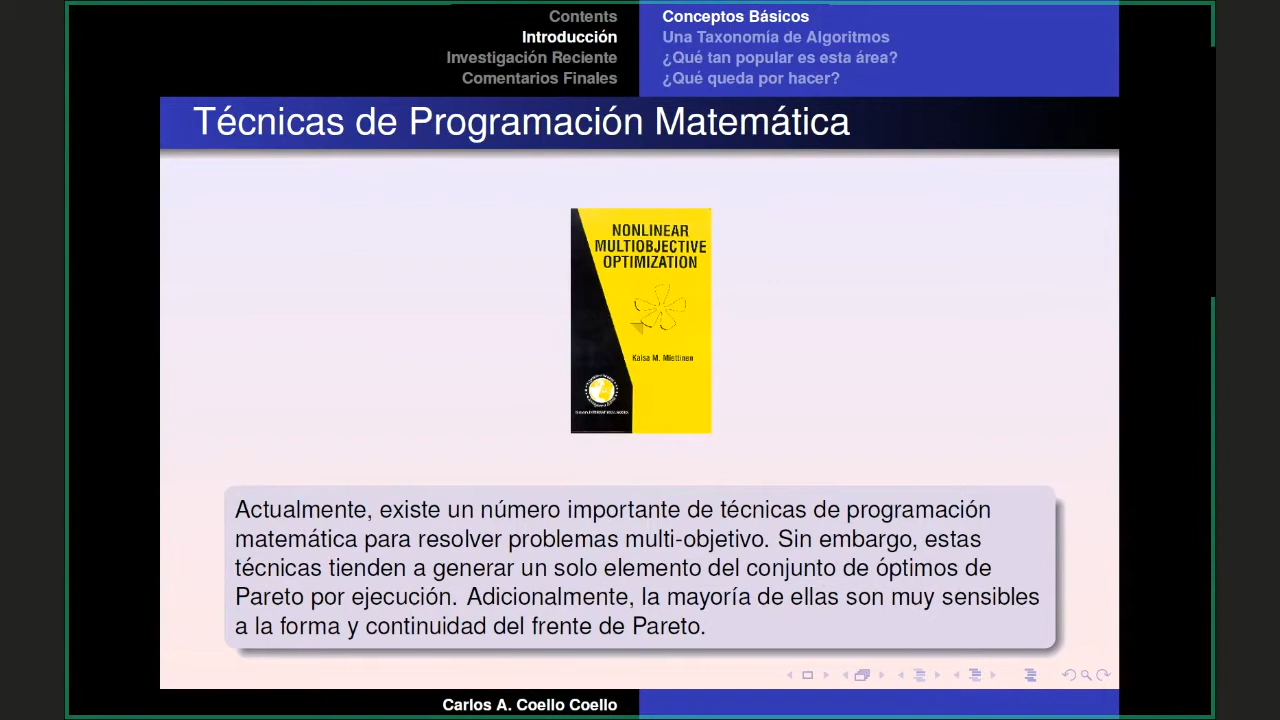 Contents
Introducción
Investigación Reciente
Comentarios Finales
Conceptos Básicos
Una Taxonomía de Algoritmos
¿Qué tan popular es esta área?
¿Qué queda por hacer?
Técnicas de Programación Matemática
NONLINEAR
MULTIOBJECTIVE
OPTIMIZATION
Kaisa M. Miettinen
Actualmente, existe un número importante de técnicas de programación
matemática para resolver problemas multi-objetivo. Sin embargo, estas
técnicas tienden a generar un solo elemento del conjunto de óptimos de
Pareto por ejecución. Adicionalmente, la mayoría de ellas son muy sensibles
a la forma y continuidad del frente de Pareto.
Carlos A. Coello Coello